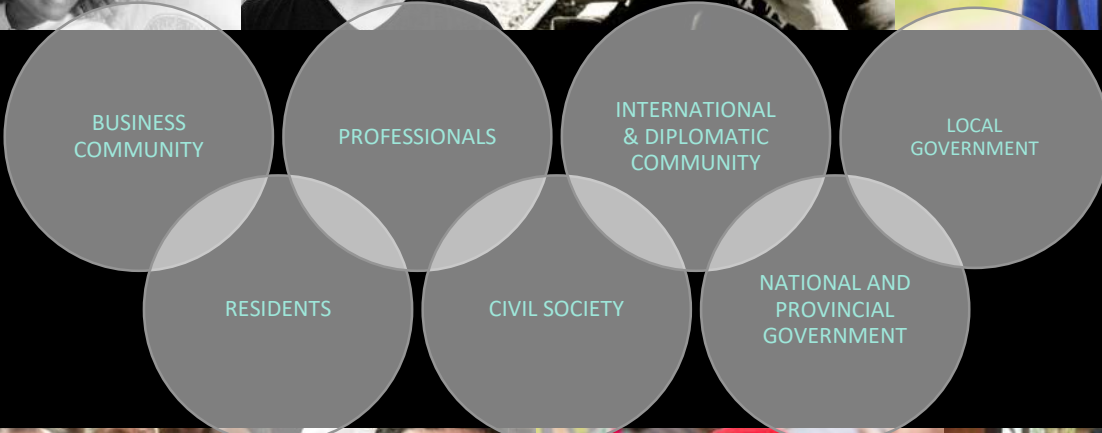 BUSINESS
COMMUNITY
PROFESSIONALS
INTERNATIONAL
& DIPLOMATIC
COMMUNITY
LOCAL
GOVERNMENT
RESIDENTS
CIVIL SOCIETY
NATIONAL AND
PROVINCIAL
GOVERNMENT